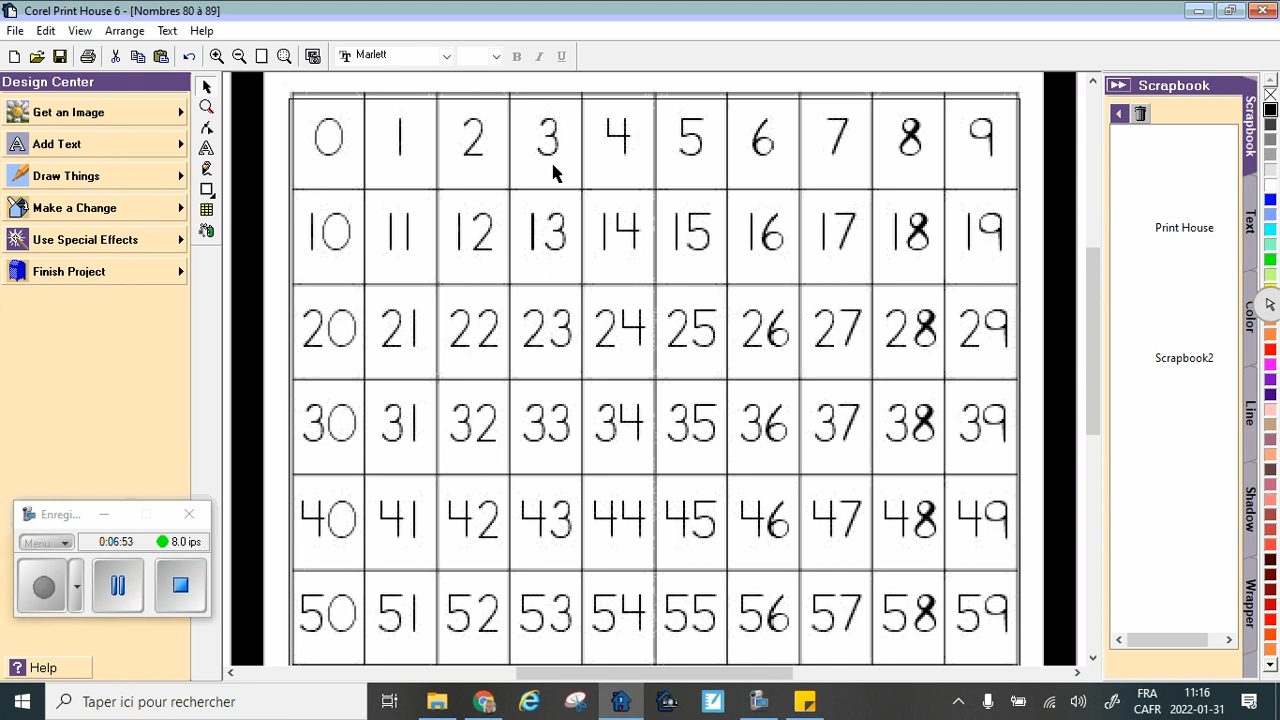 Corel Print House 6 - [Nombres 80 à 89]
File Edit View Arrange Text Help
Marlett
B I U
Design Center
Get an Image
Add Text
Draw Things
Make a Change
Use Special Effects
Finish Project
0 1 2 3 4 5 6 7 8 9
10 11 12 13 14 15 16 17 18 19
20 21 22 23 24 25 26 27 28 29
30 31 32 33 34 35 36 37 38 39
40 41 42 43 44 45 46 47 48 49
50 51 52 53 54 55 56 57 58 59
Scrapbook
Print House
Scrapbook2
Scrapbook
Text
Color
Line
Shadow
Wrapper
Enregi...
Menu
0:06:53
8.0 ips
Help
Taper ici pour rechercher
FRA
CAFR
11:16
2022-01-31